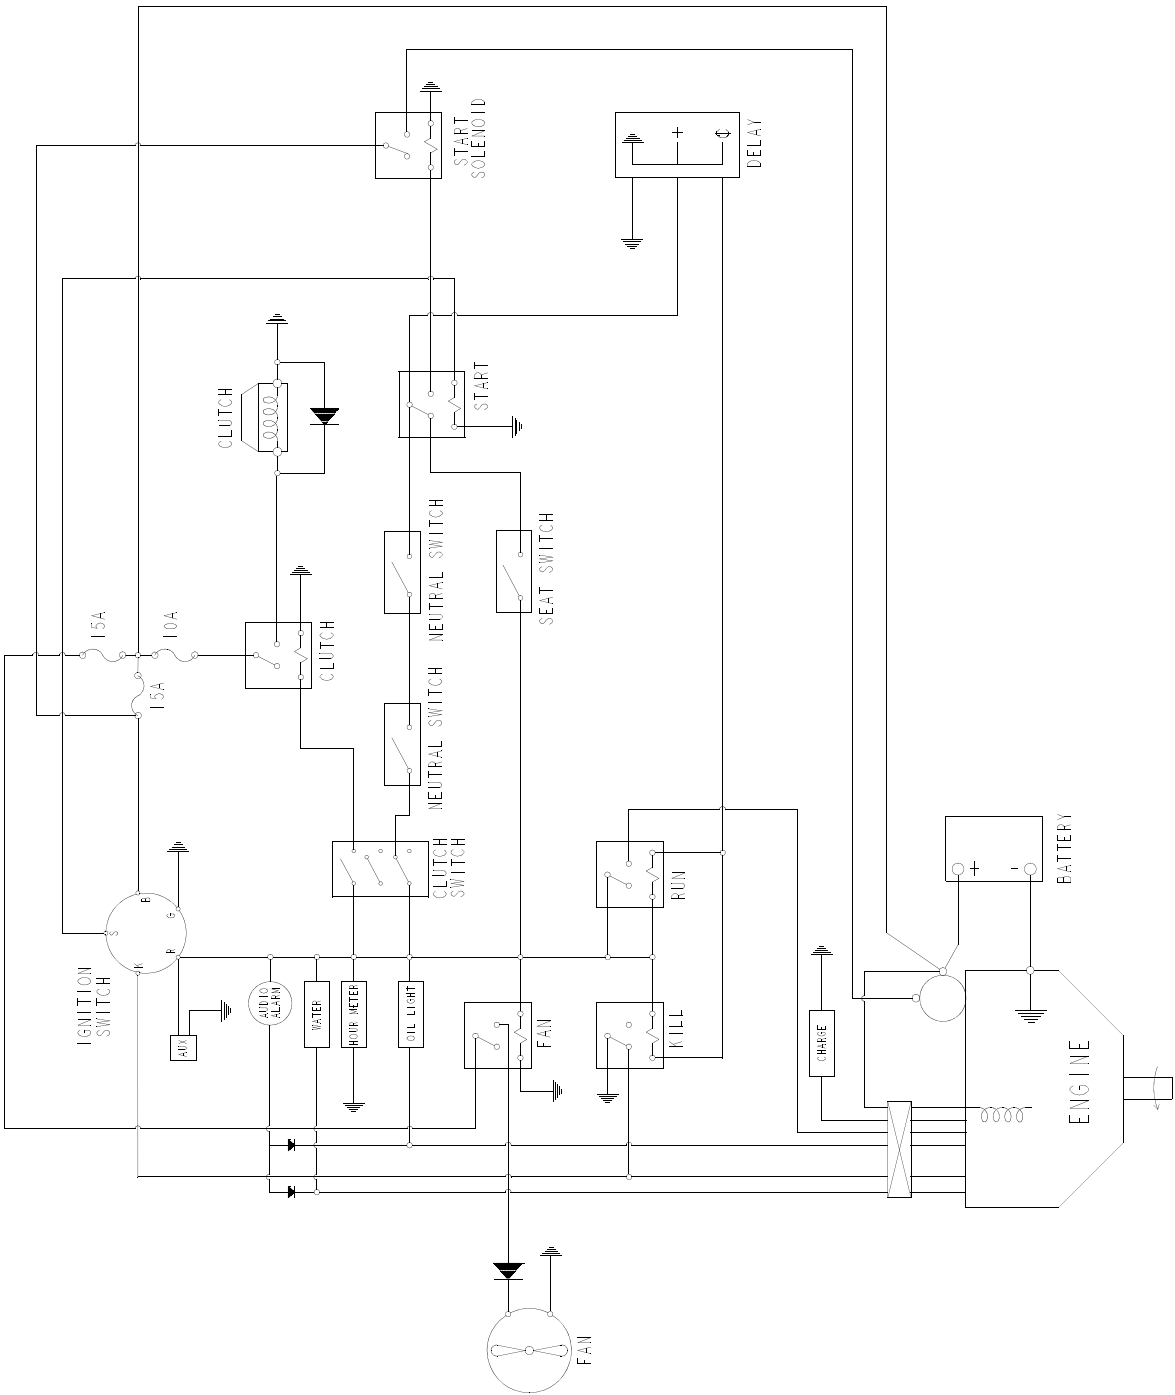 START
SOLENOID
+
DELAY
CLUTCH
START
NEUTRAL SWITCH
SEAT SWITCH
15A
10A
CLUTCH
15A
NEUTRAL SWITCH
CLUTCH
SWITCH
RUN
BATTERY
+
-
B
G
S
R
K
IGNITION
SWITCH
AUX
AUDIO
ALARM
WATER
HOUR METER
OIL LIGHT
FAN
KILL
CHARGE
ENGINE
FAN